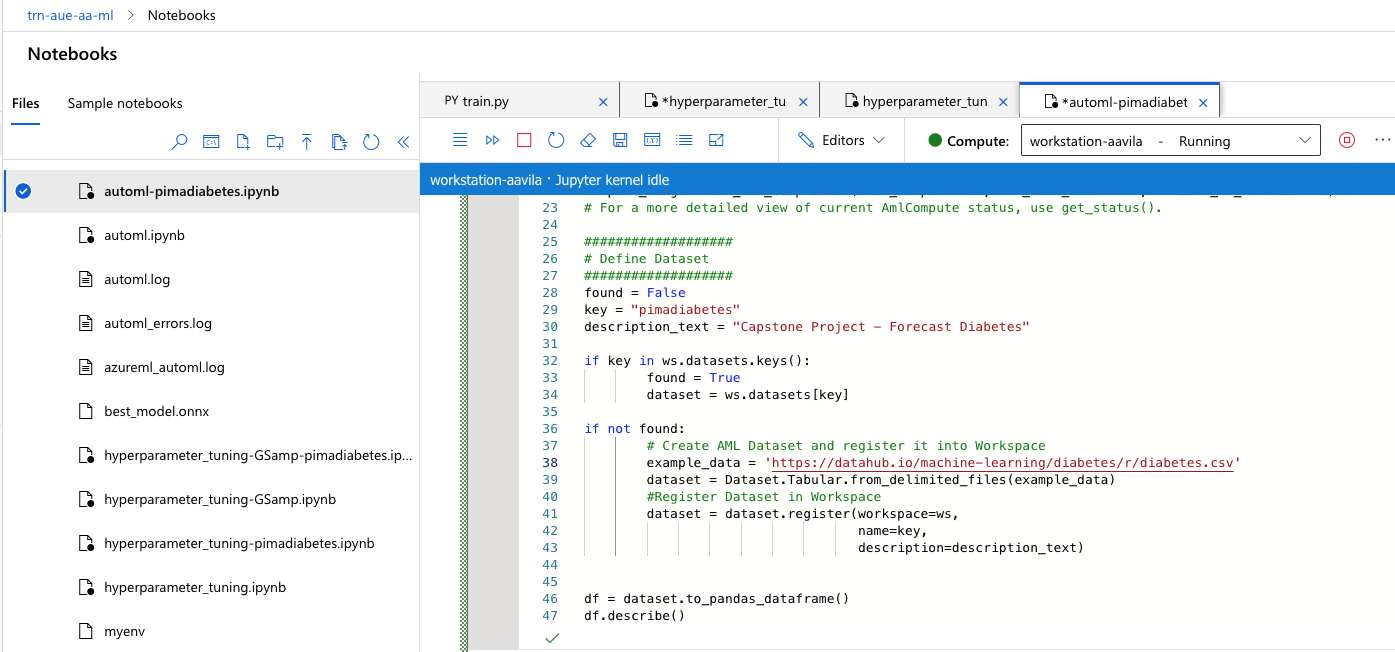 trn-aue-aa-ml > Notebooks
Notebooks
Files Sample notebooks
automl-pimadiabetes.ipynb
automl.ipynb
automl.log
automl_errors.log
azureml_automl.log
best_model.onnx
hyperparameter_tuning-GSamp-pimadiabetes.ip...
hyperparameter_tuning-GSamp.ipynb
hyperparameter_tuning-pimadiabetes.ipynb
hyperparameter_tuning.ipynb
myenv
PY train.py × *hyperparameter_tu × hyperparameter_tun × *automl-pimadiabet ×
Editors Compute: workstation-aavila - Running ...
workstation-aavila · Jupyter kernel idle
23 # For a more detailed view of current AmlCompute status, use get_status().
24
25 ###################
26 # Define Dataset
27 ###################
28 found = False
29 key = "pimadiabetes"
30 description_text = "Capstone Project - Forecast Diabetes"
31
32 if key in ws.datasets.keys():
33 found = True
34 dataset = ws.datasets[key]
35
36 if not found:
37 # Create AML Dataset and register it into Workspace
38 example_data = 'https://datahub.io/machine-learning/diabetes/r/diabetes.csv'
39 dataset = Dataset.Tabular.from_delimited_files(example_data)
40 #Register Dataset in Workspace
41 dataset = dataset.register(workspace=ws,
42 name=key,
43 description=description_text)
44
45
46 df = dataset.to_pandas_dataframe()
47 df.describe()